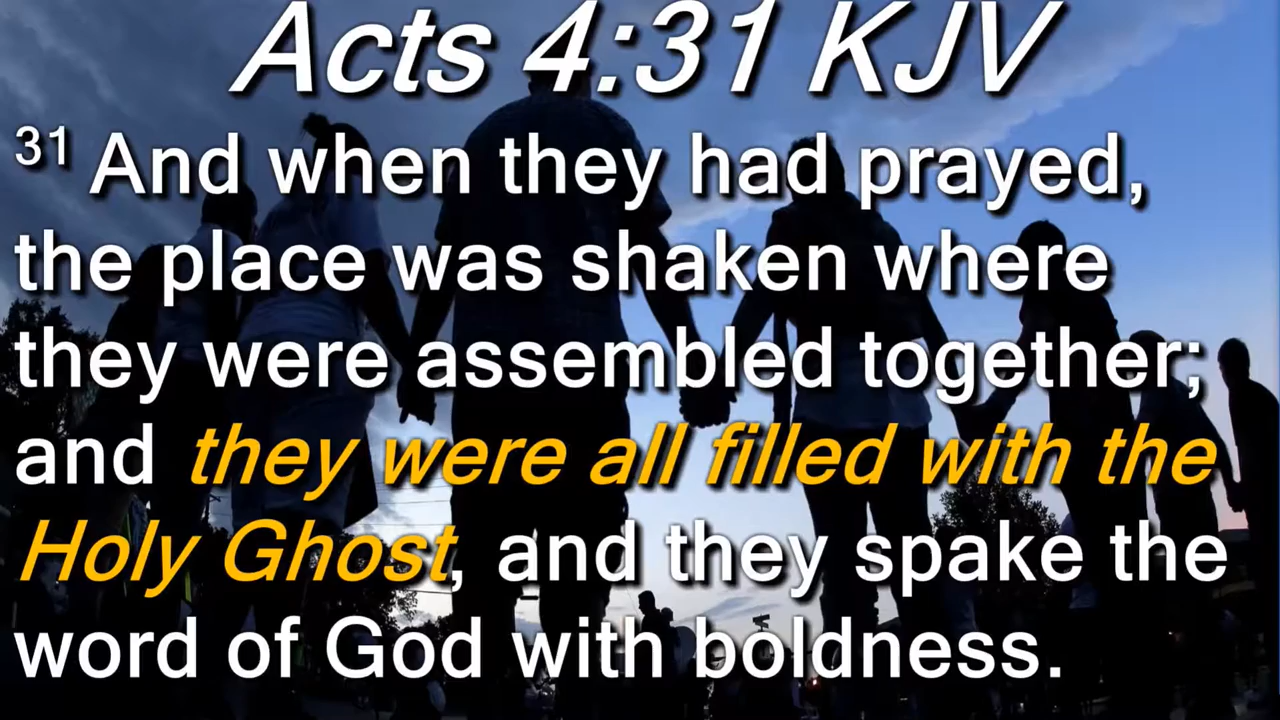 Acts 4:31 KJV
31 And when they had prayed,
the place was shaken where
they were assembled together;
and they were all filled with the
Holy Ghost, and they spake the
word of God with boldness.